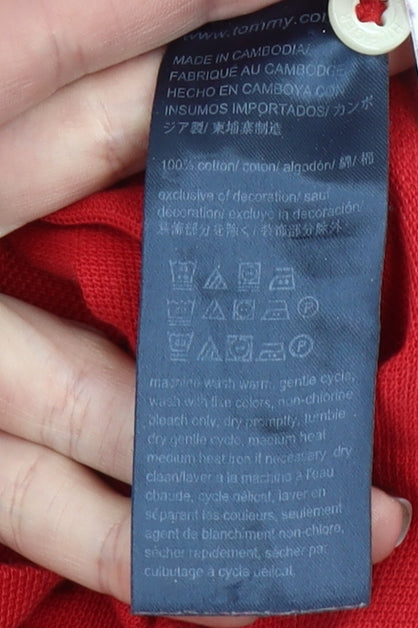 www.tommy.co
MADE IN CAMBODIA/
FABRIQUÉ AU CAMBODGE
HECHO EN CAMBOYA CON
INSUMOS IMPORTADOS/ カンボ
ジア製/ 柬埔寨制造
100% cotton/ coton/ algodón/ 綿/ 棉
exclusive of decoration/ sauf
décoration/ excluye la decoración/
装飾部分を除く/ 装饰部分除外
machine wash warm, gentle cycle,
wash with like colors, non-chlorine
bleach only, dry promptly, tumble
dry gentle cycle, medium heat
medium heat iron if necessary, dry
clean/laver à la machine à l'eau
chaude, cycle délicat, laver en
séparant les couleurs, seulement
agent de blanchiment non-chlore,
sécher rapidement, sécher par
culbutage à cycle délicat,